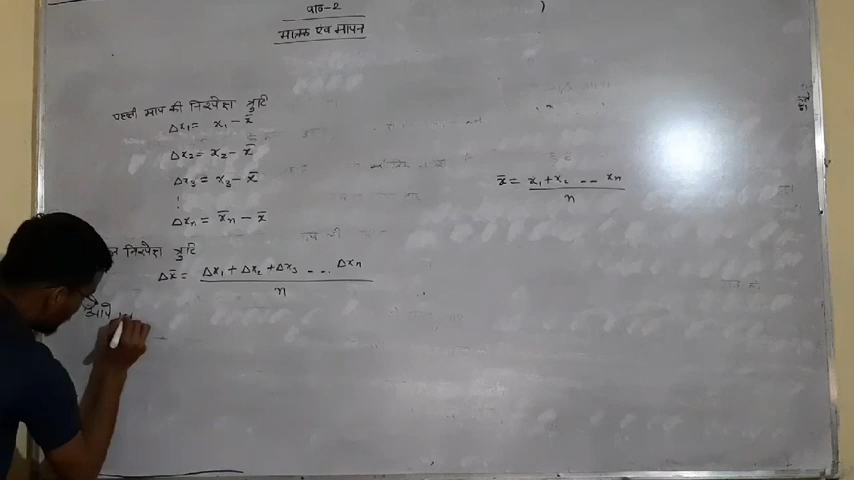 पाठ-2
मात्रक एवं मापन
पहली माप की निरपेक्ष त्रुटि
Δx₁ = x₁ - x̄
Δx₂ = x₂ - x̄
Δx₃ = x₃ - x̄
Δxₙ = x̄ₙ - x̄
x̄ = x₁ + x₂ -- xₙ / n
निरपेक्ष त्रुटि
Δx̄ = Δx₁ + Δx₂ + Δx₃ --.. Δxₙ / n